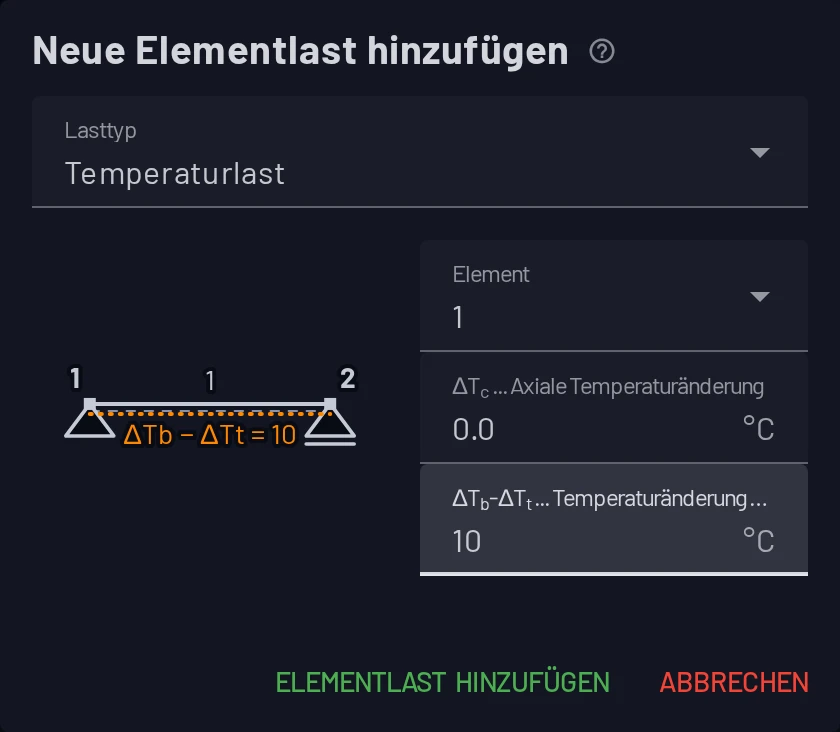 Neue Elementlast hinzufügen ?
Lasttyp
Temperaturlast
1 1 2
ΔTb − ΔTt = 10
Element
1
ΔTc ... Axiale Temperaturänderung
0.0 °C
ΔTb-ΔTt ... Temperaturänderung ...
10 °C
ELEMENTLAST HINZUFÜGEN ABBRECHEN